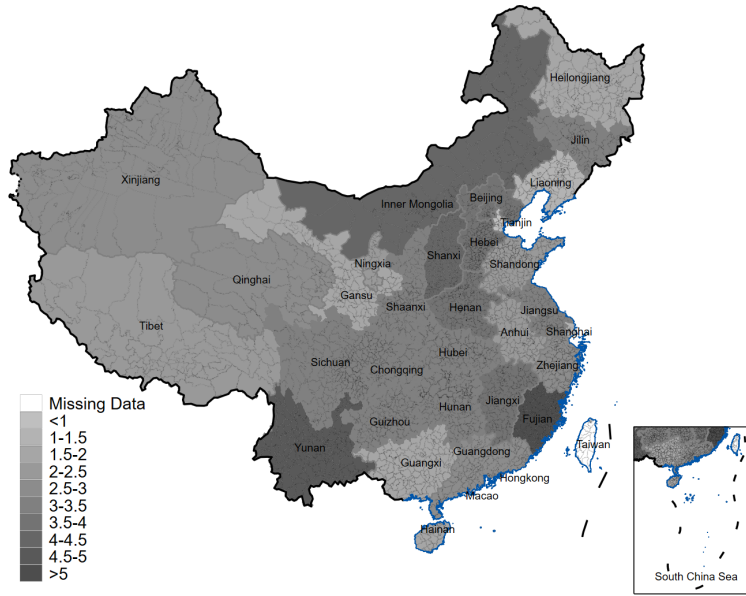 Heilongjiang
Jilin
Xinjiang
Liaoning
Beijing
Inner Mongolia
Tianjin
Hebei
Shanxi
Ningxia
Shandong
Qinghai
Gansu
Shaanxi
Henan
Jiangsu
Tibet
Anhui
Shanghai
Hubei
Sichuan
Chongqing
Zhejiang
Jiangxi
Hunan
Guizhou
Fujian
Yunan
Guangdong
Taiwan
Guangxi
Hongkong
Macao
Hainan
Missing Data
<1
1-1.5
1.5-2
2-2.5
2.5-3
3-3.5
3.5-4
4-4.5
4.5-5
>5
South China Sea